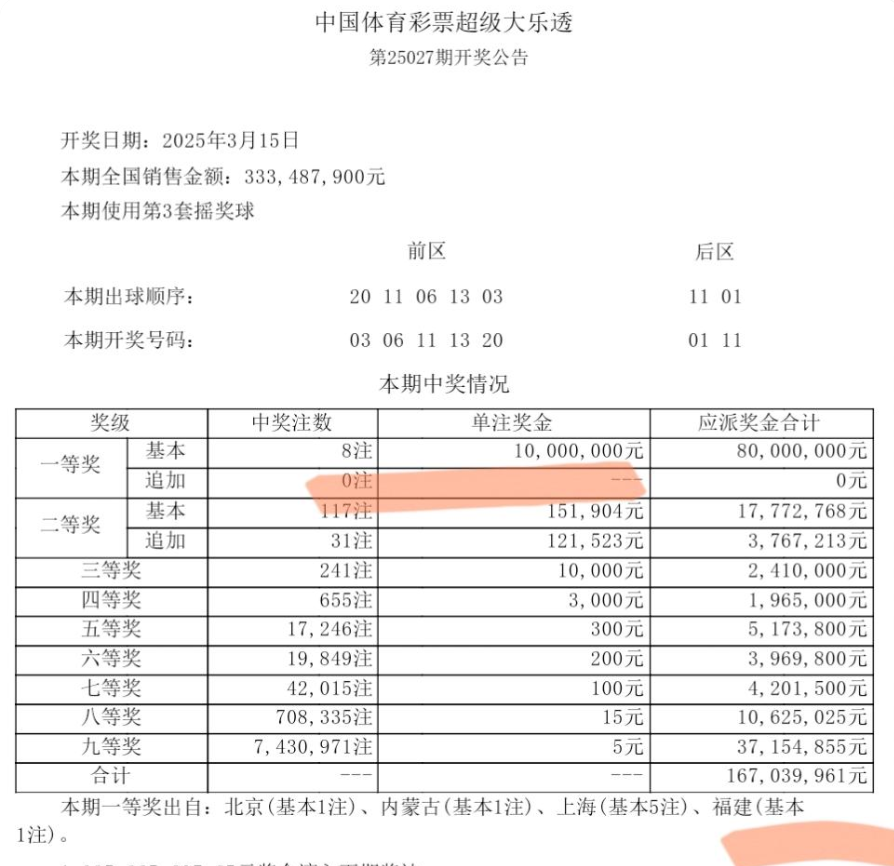 中国体育彩票超级大乐透
第25027期开奖公告
开奖日期：2025年3月15日
本期全国销售金额：333,487,900元
本期使用第3套摇奖球
前区 后区
本期出球顺序： 20 11 06 13 03 11 01
本期开奖号码： 03 06 11 13 20 01 11
本期中奖情况
奖级 中奖注数 单注奖金 应派奖金合计
一等奖 基本 8注 10,000,000元 80,000,000元
追加 0注 --- 0元
二等奖 基本 117注 151,904元 17,772,768元
追加 31注 121,523元 3,767,213元
三等奖 241注 10,000元 2,410,000元
四等奖 655注 3,000元 1,965,000元
五等奖 17,246注 300元 5,173,800元
六等奖 19,849注 200元 3,969,800元
七等奖 42,015注 100元 4,201,500元
八等奖 708,335注 15元 10,625,025元
九等奖 7,430,971注 5元 37,154,855元
合计 --- --- 167,039,961元
本期一等奖出自：北京(基本1注)、内蒙古(基本1注)、上海(基本5注)、福建(基本
1注)。